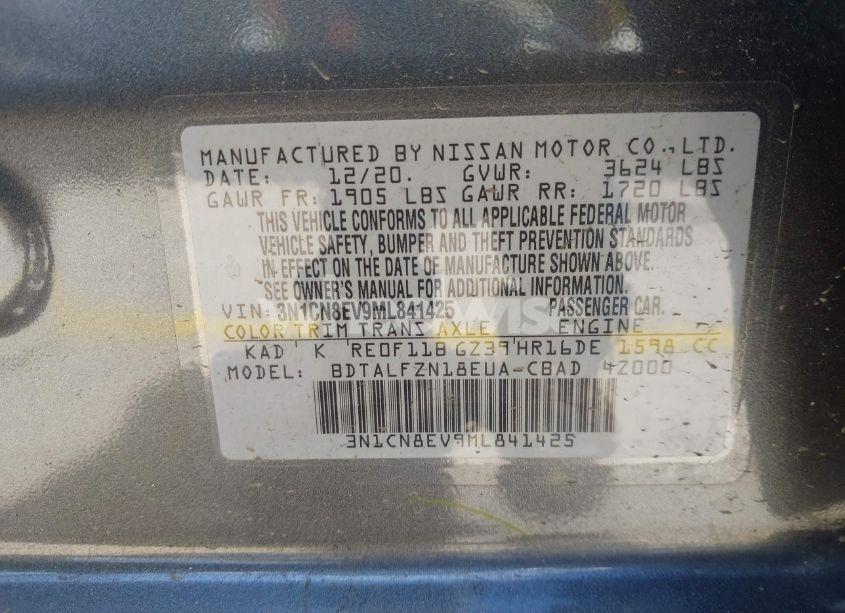 MANUFACTURED BY NISSAN MOTOR CO., LTD.
DATE: 12/20. GVWR: 3624 LBS
GAWR FR: 1905 LBS GAWR RR: 1720 LBS
THIS VEHICLE CONFORMS TO ALL APPLICABLE FEDERAL MOTOR
VEHICLE SAFETY, BUMPER AND THEFT PREVENTION STANDARDS
IN EFFECT ON THE DATE OF MANUFACTURE SHOWN ABOVE.
SEE OWNER'S MANUAL FOR ADDITIONAL INFORMATION.
VIN: 3N1CN8EV9ML841425 PASSENGER CAR.
COLOR TRIM TRANS AXLE ENGINE
KAD K RE0F11B GZ39 HR16DE 1598 CC
MODEL: BDTALFZN18EUA-CBAD 4Z000
3N1CN8EV9ML841425